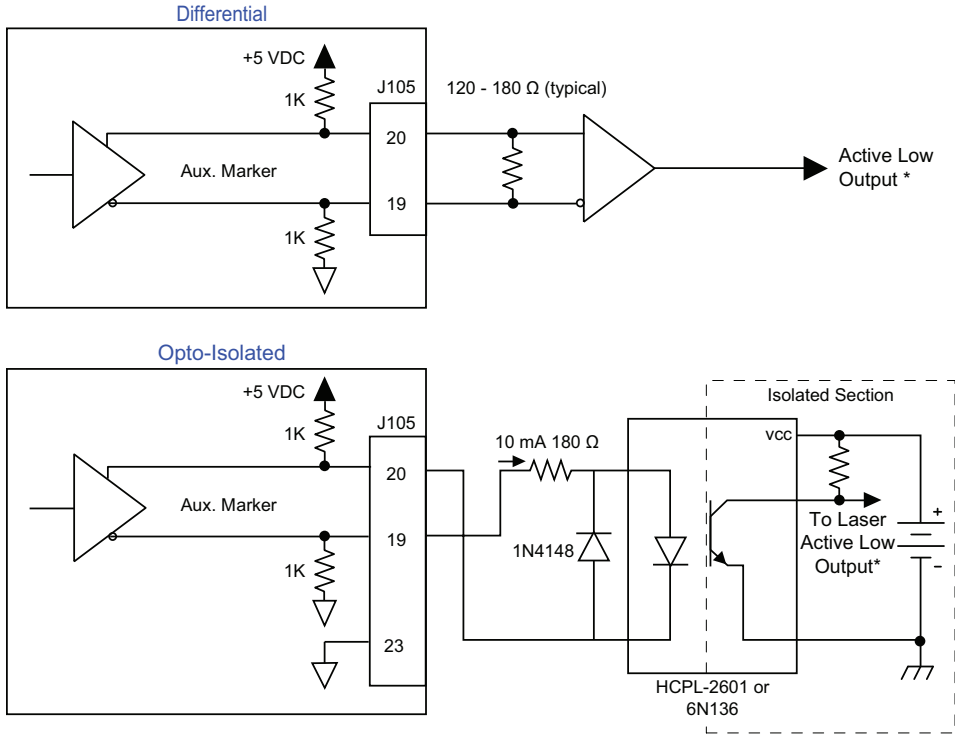 Differential
+5 VDC
1K
J105
120 - 180 Ω (typical)
20
Aux. Marker
19
1K
Active Low
Output *
Opto-Isolated
+5 VDC
1K
J105
20
Aux. Marker
19
1K
23
10 mA 180 Ω
1N4148
Isolated Section
vcc
To Laser
Active Low
Output*
+
-
HCPL-2601 or
6N136